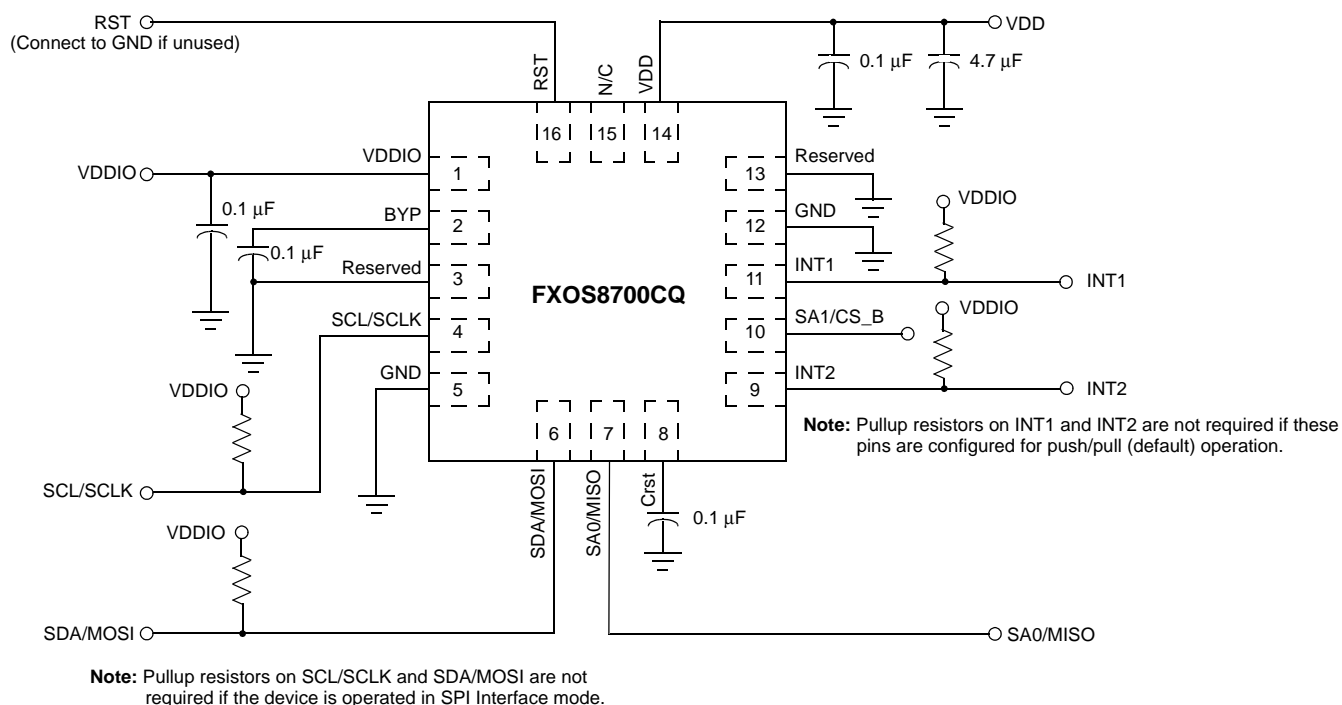 RST
(Connect to GND if unused)
VDD
0.1 μF
4.7 μF
RST
N/C
VDD
16
15
14
VDDIO
VDDIO
1
Reserved
13
0.1 μF
BYP
2
GND
12
VDDIO
0.1 μF
Reserved
3
FXOS8700CQ
INT1
11
INT1
SCL/SCLK
4
SA1/CS_B
10
VDDIO
GND
5
INT2
9
INT2
VDDIO
6
7
8
Note: Pullup resistors on INT1 and INT2 are not required if these
pins are configured for push/pull (default) operation.
SCL/SCLK
SDA/MOSI
SA0/MISO
Crst
0.1 μF
VDDIO
SDA/MOSI
SA0/MISO
Note: Pullup resistors on SCL/SCLK and SDA/MOSI are not
required if the device is operated in SPI Interface mode.